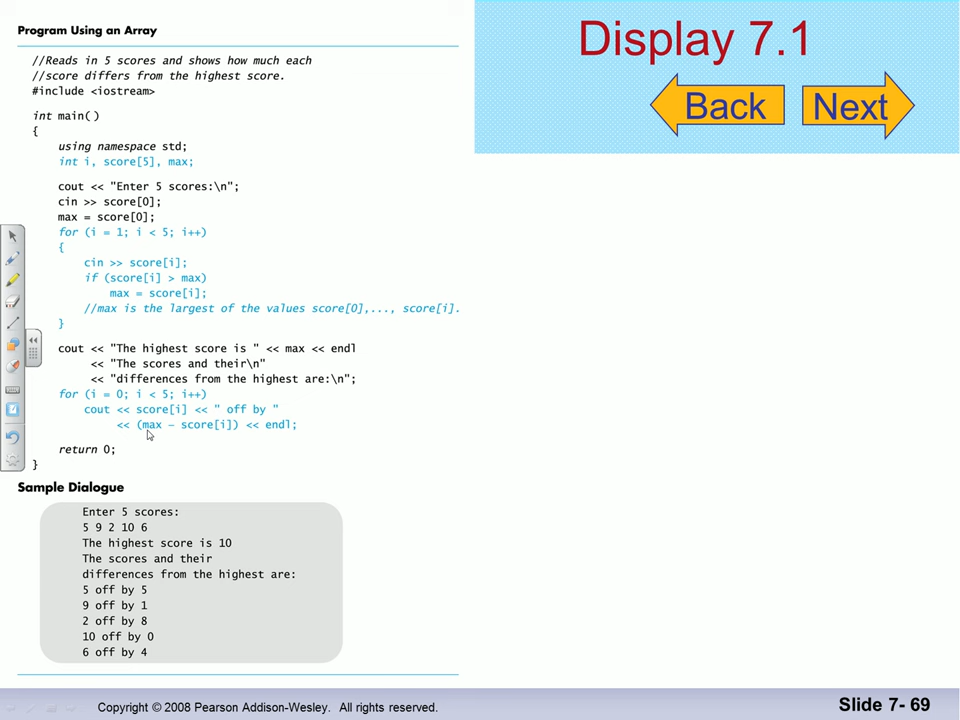 Program Using an Array
Display 7.1
Back Next
//Reads in 5 scores and shows how much each
//score differs from the highest score.
#include <iostream>
int main( )
{
using namespace std;
int i, score[5], max;
cout << "Enter 5 scores:\n";
cin >> score[0];
max = score[0];
for (i = 1; i < 5; i++)
{
cin >> score[i];
if (score[i] > max)
max = score[i];
//max is the largest of the values score[0],..., score[i].
}
cout << "The highest score is " << max << endl
<< "The scores and their\n"
<< "differences from the highest are:\n";
for (i = 0; i < 5; i++)
cout << score[i] << " off by "
<< (max – score[i]) << endl;
return 0;
}
Sample Dialogue
Enter 5 scores:
5 9 2 10 6
The highest score is 10
The scores and their
differences from the highest are:
5 off by 5
9 off by 1
2 off by 8
10 off by 0
6 off by 4
Copyright © 2008 Pearson Addison-Wesley. All rights reserved.
Slide 7- 69